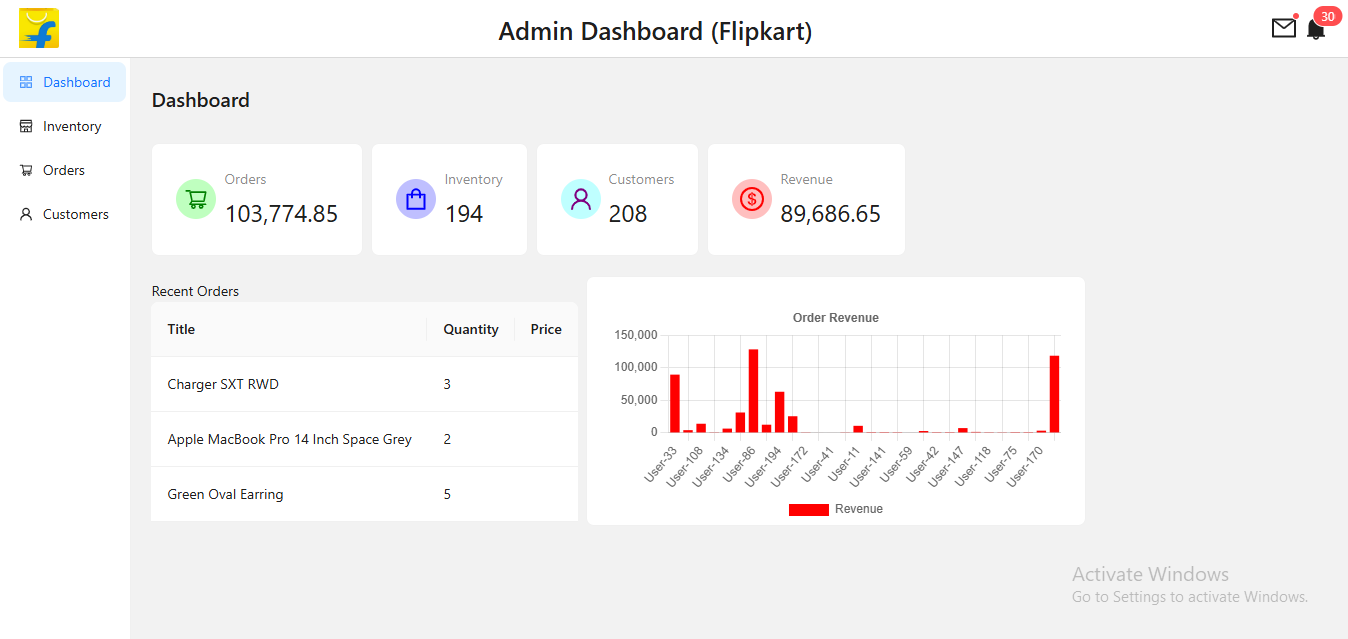 Admin Dashboard (Flipkart)
30
Dashboard
Inventory
Orders
Customers
Dashboard
Orders
103,774.85
Inventory
194
Customers
208
Revenue
89,686.65
Recent Orders
Title Quantity Price
Charger SXT RWD 3
Apple MacBook Pro 14 Inch Space Grey 2
Green Oval Earring 5
Order Revenue
150,000
100,000
50,000
0
User-33 User-108 User-134 User-86 User-194 User-172 User-41 User-11 User-141 User-59 User-42 User-147 User-118 User-75 User-170
Revenue
Activate Windows
Go to Settings to activate Windows.